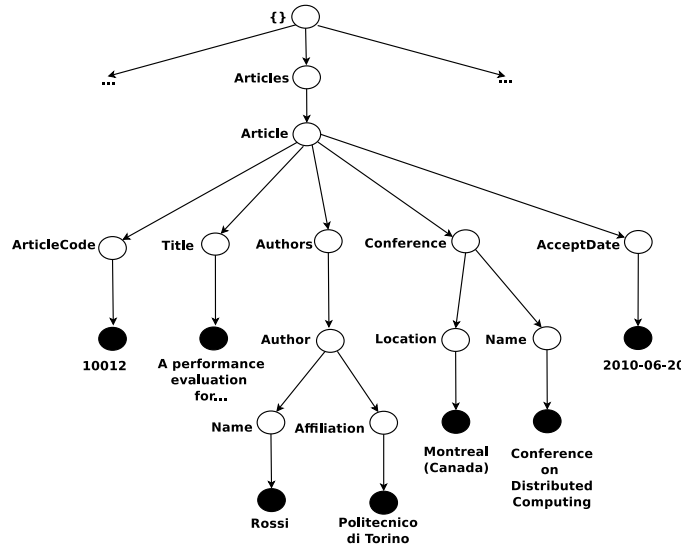 {}
...
...
Articles
Article
ArticleCode
Title
Authors
Conference
AcceptDate
Author
Location
Name
10012
A performance
evaluation
for...
2010-06-20
Name
Affiliation
Montreal
(Canada)
Conference
on
Distributed
Computing
Rossi
Politecnico
di Torino